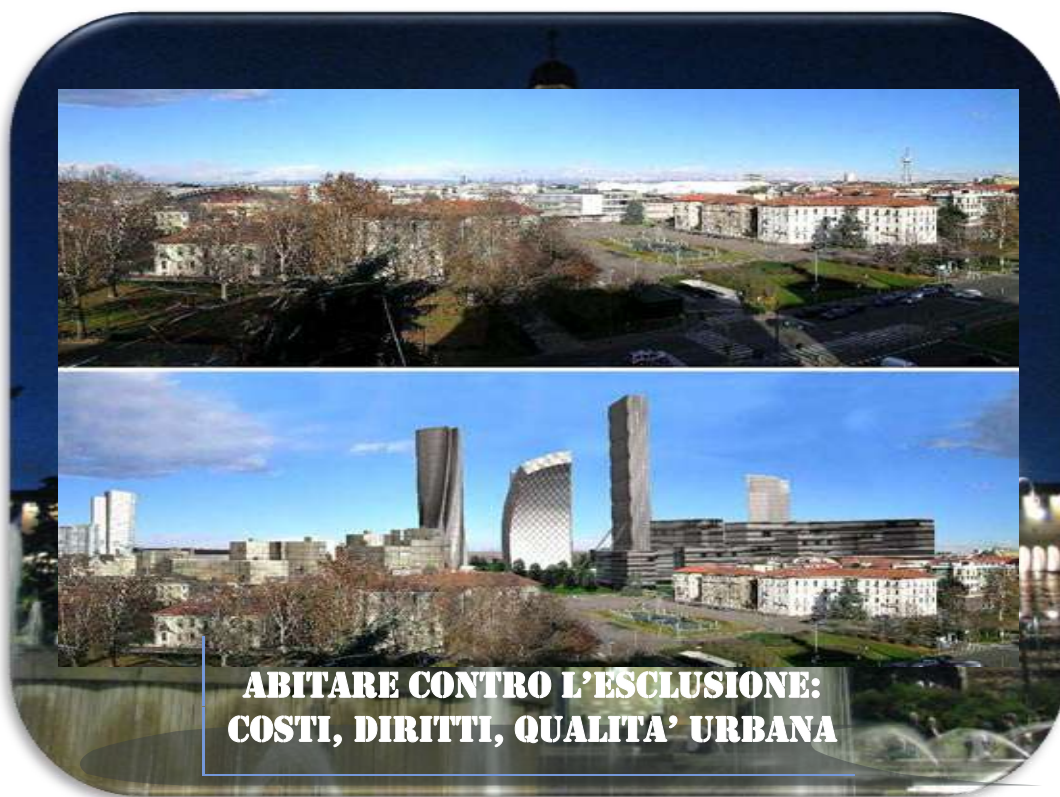 ABITARE CONTRO L’ESCLUSIONE:
COSTI, DIRITTI, QUALITA’ URBANA